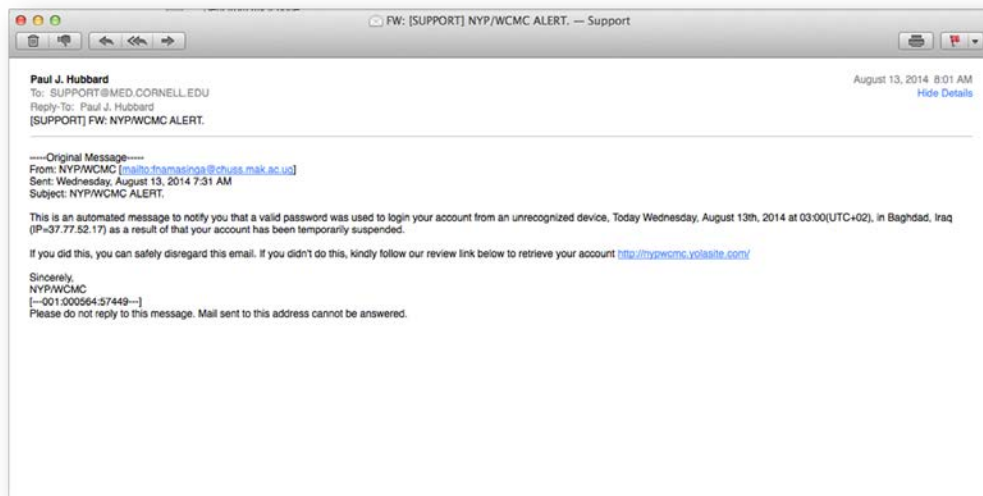 FW: [SUPPORT] NYP/WCMC ALERT. — Support
Paul J. Hubbard
August 13, 2014 8:01 AM
To: SUPPORT@MED.CORNELL.EDU
Hide Details
Reply-To: Paul J. Hubbard
[SUPPORT] FW: NYP/WCMC ALERT.
-----Original Message-----
From: NYP/WCMC [mailto:fnamasinga@chuss.mak.ac.ug]
Sent: Wednesday, August 13, 2014 7:31 AM
Subject: NYP/WCMC ALERT.
This is an automated message to notify you that a valid password was used to login your account from an unrecognized device, Today Wednesday, August 13th, 2014 at 03:00(UTC+02), in Baghdad, Iraq
(IP=37.77.52.17) as a result of that your account has been temporarily suspended.
If you did this, you can safely disregard this email. If you didn't do this, kindly follow our review link below to retrieve your account http://nypwcmc.yolasite.com/
Sincerely,
NYP/WCMC
[---001:000564:57449---]
Please do not reply to this message. Mail sent to this address cannot be answered.